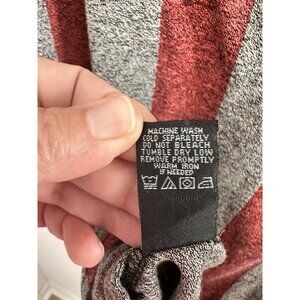 MACHINE WASH
COLD SEPARATELY
DO NOT BLEACH
TUMBLE DRY LOW
REMOVE PROMPTLY
WARM IRON
IF NEEDED